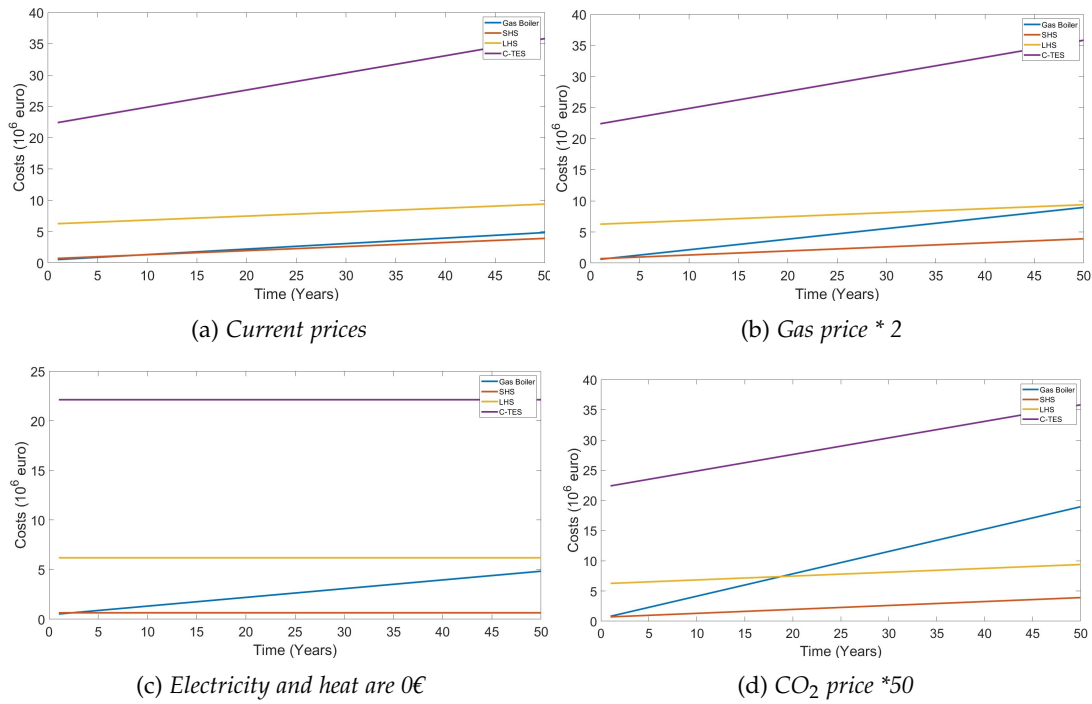 40
35
30
25
20
15
10
5
0
Costs (10⁶ euro)
0 5 10 15 20 25 30 35 40 45 50
Time (Years)
Gas Boiler
SHS
LHS
C-TES
(a) Current prices
40
35
30
25
20
15
10
5
0
Costs (10⁶ euro)
0 5 10 15 20 25 30 35 40 45 50
Time (Years)
Gas Boiler
SHS
LHS
C-TES
(b) Gas price * 2
25
20
15
10
5
0
Costs (10⁶ euro)
0 5 10 15 20 25 30 35 40 45 50
Time (Years)
Gas Boiler
SHS
LHS
C-TES
(c) Electricity and heat are 0€
40
35
30
25
20
15
10
5
0
Costs (10⁶ euro)
0 5 10 15 20 25 30 35 40 45 50
Time (Years)
Gas Boiler
SHS
LHS
C-TES
(d) CO₂ price *50